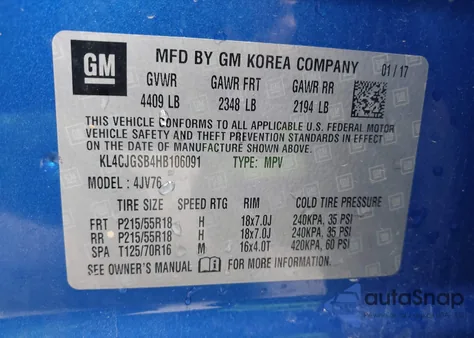 GM
MFD BY GM KOREA COMPANY
01 / 17
GVWR GAWR FRT GAWR RR
4409 LB 2348 LB 2194 LB
THIS VEHICLE CONFORMS TO ALL APPLICABLE U.S. FEDERAL MOTOR
VEHICLE SAFETY AND THEFT PREVENTION STANDARDS IN EFFECT
ON THE DATE OF MANUFACTURE SHOWN ABOVE.
KL4CJGSB4HB106091 TYPE: MPV
MODEL : 4JV76
TIRE SIZE SPEED RTG RIM COLD TIRE PRESSURE
FRT P215/55R18 H 18x7.0J 240KPA, 35 PSI
RR P215/55R18 H 18x7.0J 240KPA, 35 PSI
SPA T125/70R16 M 16x4.0T 420KPA, 60 PSI
SEE OWNER'S MANUAL FOR MORE INFORMATION
autoSnap